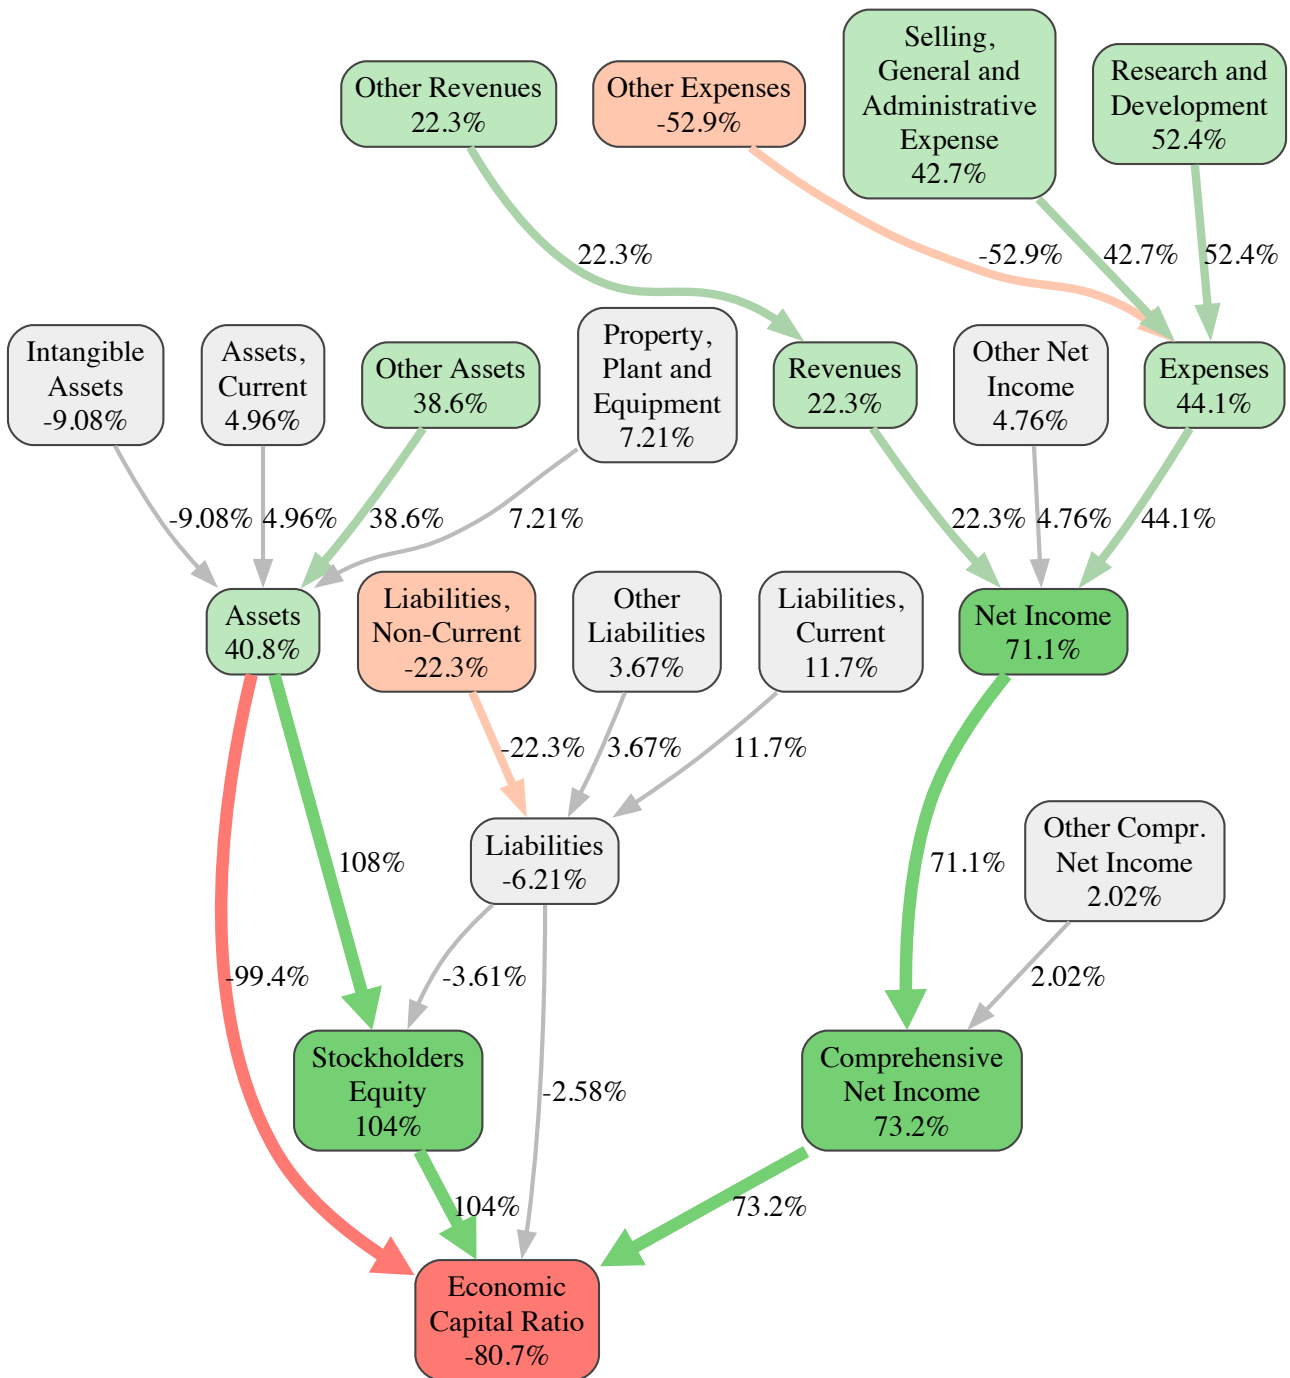 Selling,
General and
Administrative
Expense
42.7%
Other Revenues
22.3%
Other Expenses
-52.9%
Research and
Development
52.4%
22.3%
-52.9%
42.7%
52.4%
Intangible
Assets
-9.08%
Assets,
Current
4.96%
Other Assets
38.6%
Property,
Plant and
Equipment
7.21%
Revenues
22.3%
Other Net
Income
4.76%
Expenses
44.1%
-9.08%
4.96%
38.6%
7.21%
22.3%
4.76%
44.1%
Assets
40.8%
Liabilities,
Non-Current
-22.3%
Other
Liabilities
3.67%
Liabilities,
Current
11.7%
Net Income
71.1%
-22.3%
3.67%
11.7%
108%
Liabilities
-6.21%
71.1%
Other Compr.
Net Income
2.02%
-99.4%
-3.61%
2.02%
Stockholders
Equity
104%
-2.58%
Comprehensive
Net Income
73.2%
104%
73.2%
Economic
Capital Ratio
-80.7%